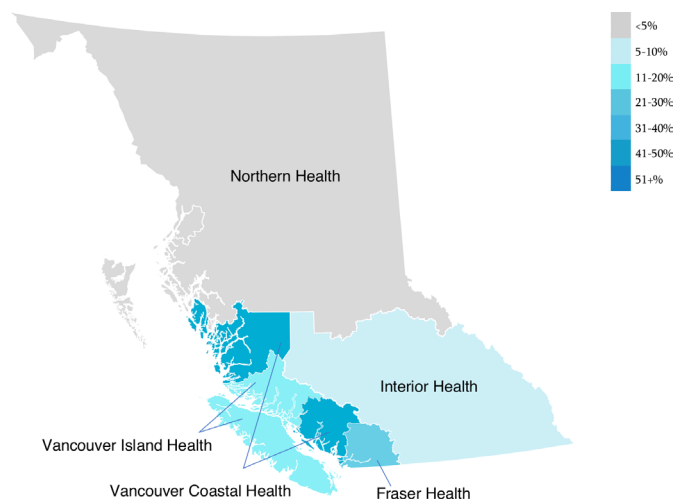 <5%
5-10%
11-20%
21-30%
31-40%
41-50%
51+%
Northern Health
Interior Health
Vancouver Island Health
Vancouver Coastal Health
Fraser Health